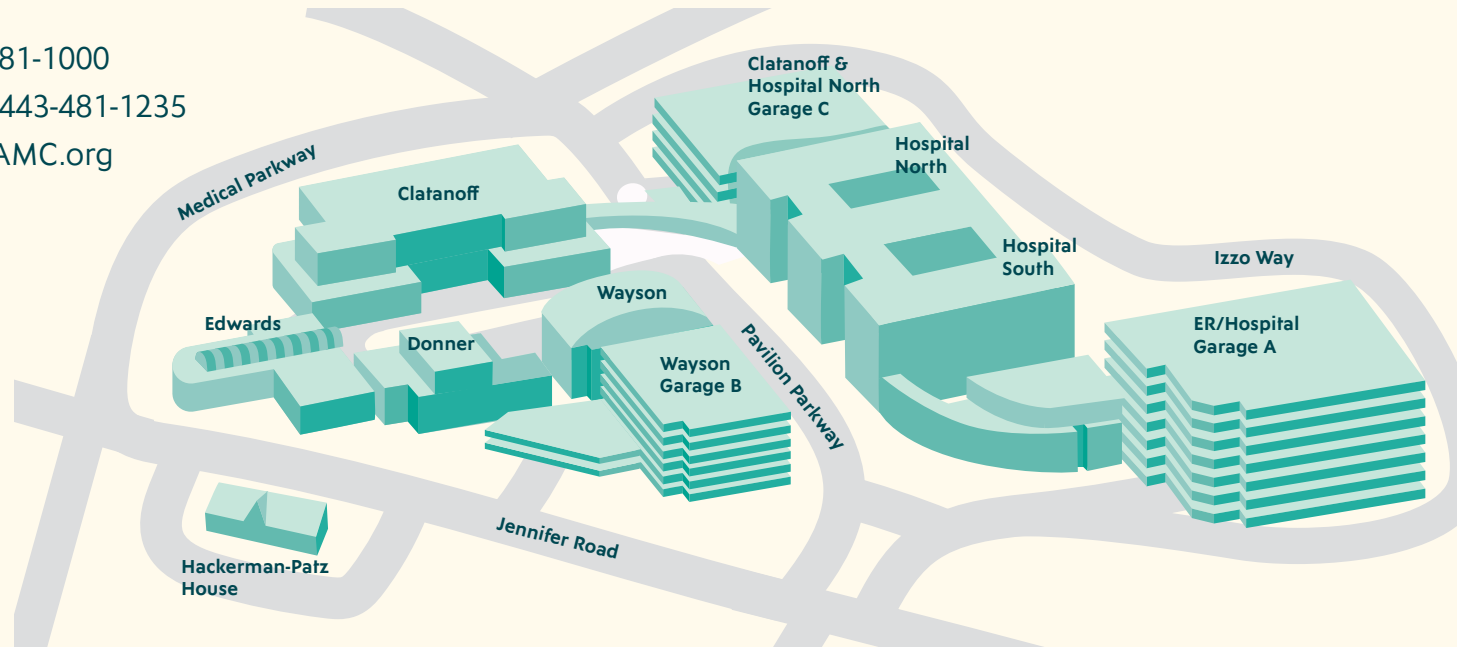 81-1000
443-481-1235
AMC.org
Clatanoff &
Hospital North
Garage C
Hospital
North
Medical Parkway
Clatanoff
Hospital
South
Izzo Way
Wayson
Edwards
Donner
ER/Hospital
Garage A
Wayson
Garage B
Pavilion Parkway
Jennifer Road
Hackerman-Patz
House